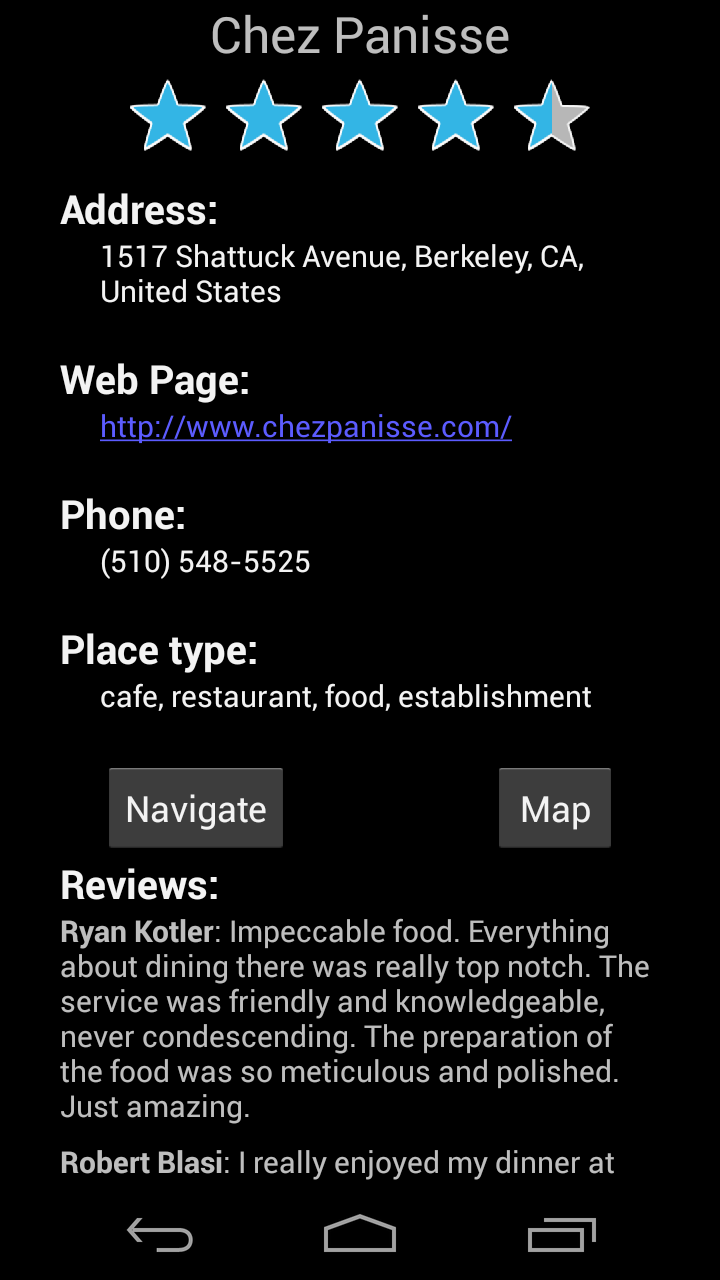 Chez Panisse
Address:
1517 Shattuck Avenue, Berkeley, CA,
United States
Web Page:
http://www.chezpanisse.com/
Phone:
(510) 548-5525
Place type:
cafe, restaurant, food, establishment
Navigate
Map
Reviews:
Ryan Kotler: Impeccable food. Everything
about dining there was really top notch. The
service was friendly and knowledgeable,
never condescending. The preparation of
the food was so meticulous and polished.
Just amazing.
Robert Blasi: I really enjoyed my dinner at